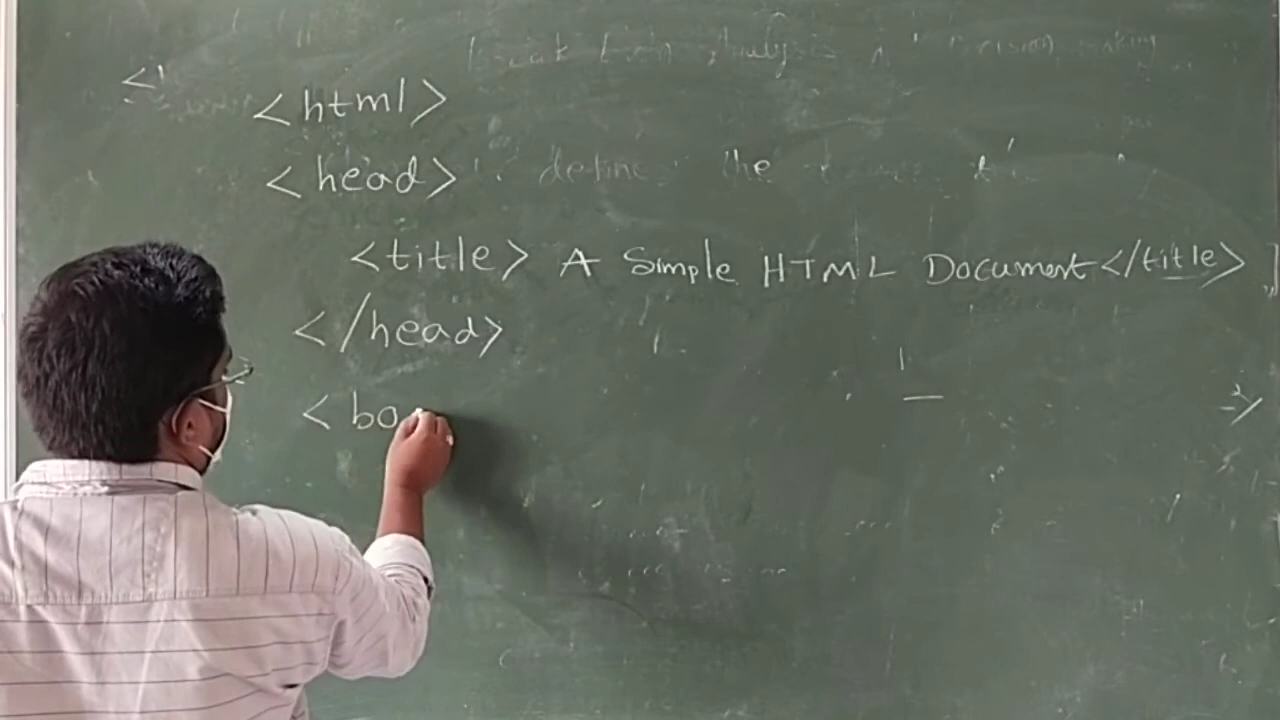 <!
<html>
<head>
<title> A Simple HTML Document</title>
</head>
<bo